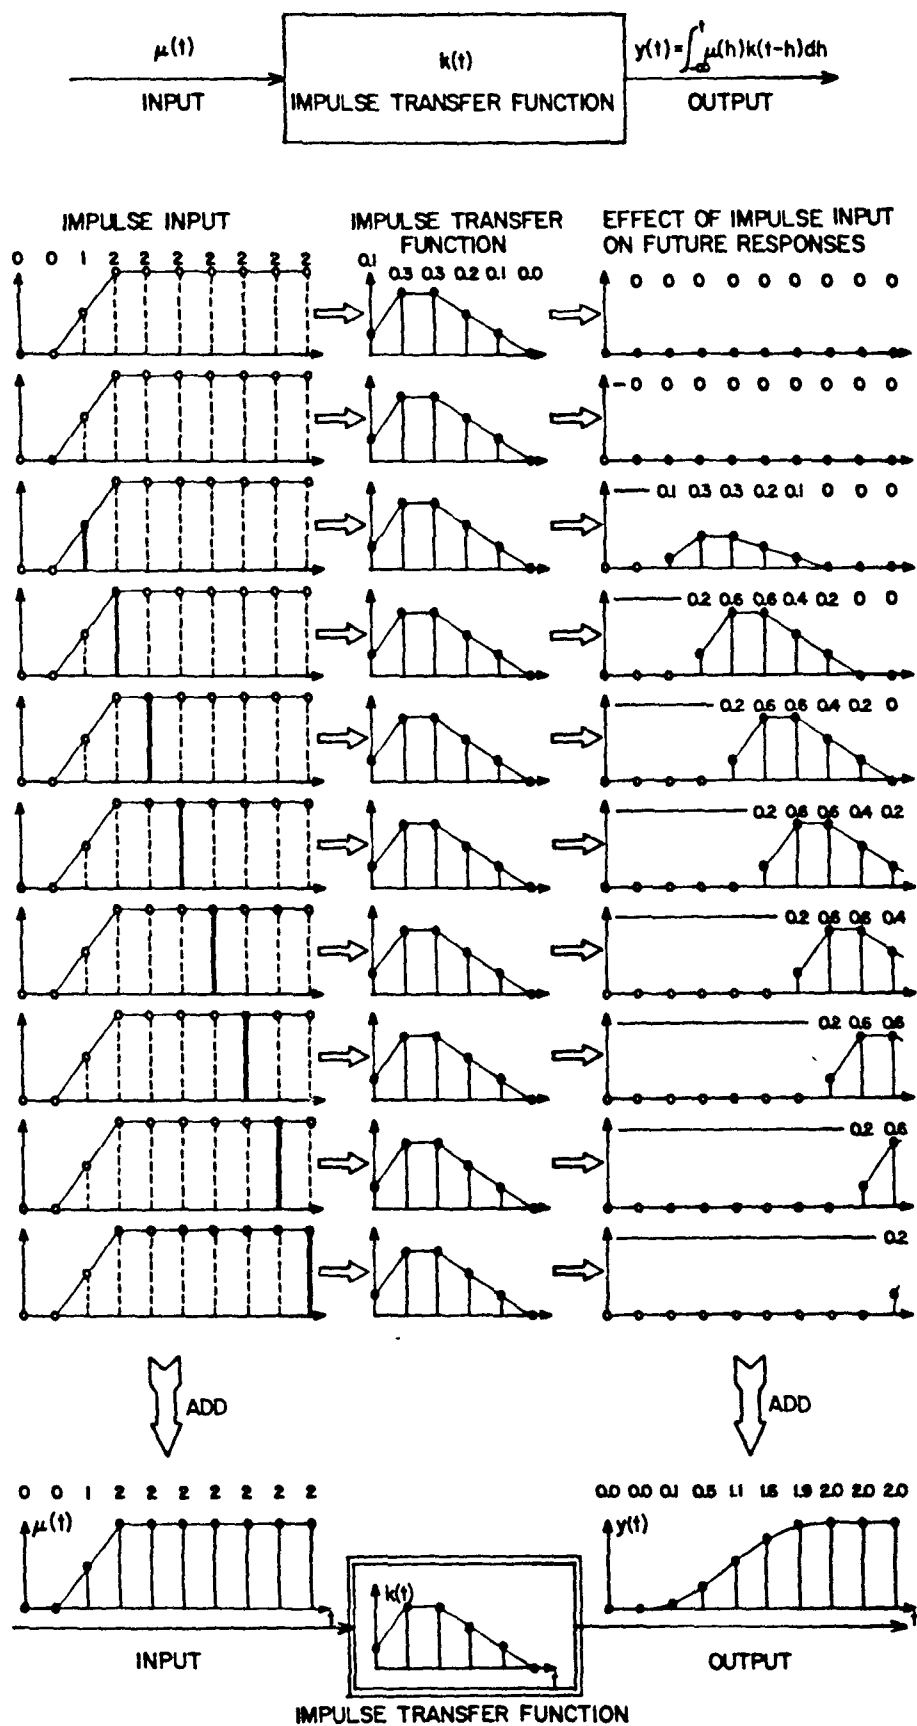 μ(t)
INPUT
k(t)
IMPULSE TRANSFER FUNCTION
y(t)=∫_{-∞}^{t} μ(h)k(t-h)dh
OUTPUT
IMPULSE INPUT
IMPULSE TRANSFER
FUNCTION
EFFECT OF IMPULSE INPUT
ON FUTURE RESPONSES
0 0 1 2 2 2 2 2 2 2
0.1 0.3 0.3 0.2 0.1 0.0
0 0 0 0 0 0 0 0 0
0 0 0 0 0 0 0 0 0
0.1 0.3 0.3 0.2 0.1 0 0 0
0.2 0.6 0.6 0.4 0.2 0 0
0.2 0.6 0.6 0.4 0.2 0
0.2 0.6 0.6 0.4 0.2
0.2 0.6 0.6 0.4
0.2 0.6 0.6
0.2 0.6
0.2
ADD
ADD
0 0 1 2 2 2 2 2 2 2
μ(t)
t
INPUT
k(t)
t
IMPULSE TRANSFER FUNCTION
0.0 0.0 0.1 0.5 1.1 1.6 1.9 2.0 2.0 2.0
y(t)
t
OUTPUT